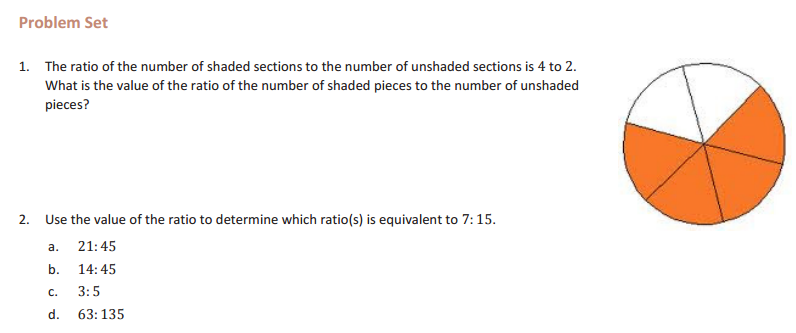 Problem Set
1. The ratio of the number of shaded sections to the number of unshaded sections is 4 to 2.
What is the value of the ratio of the number of shaded pieces to the number of unshaded
pieces?
2. Use the value of the ratio to determine which ratio(s) is equivalent to 7: 15.
a. 21: 45
b. 14: 45
c. 3: 5
d. 63: 135